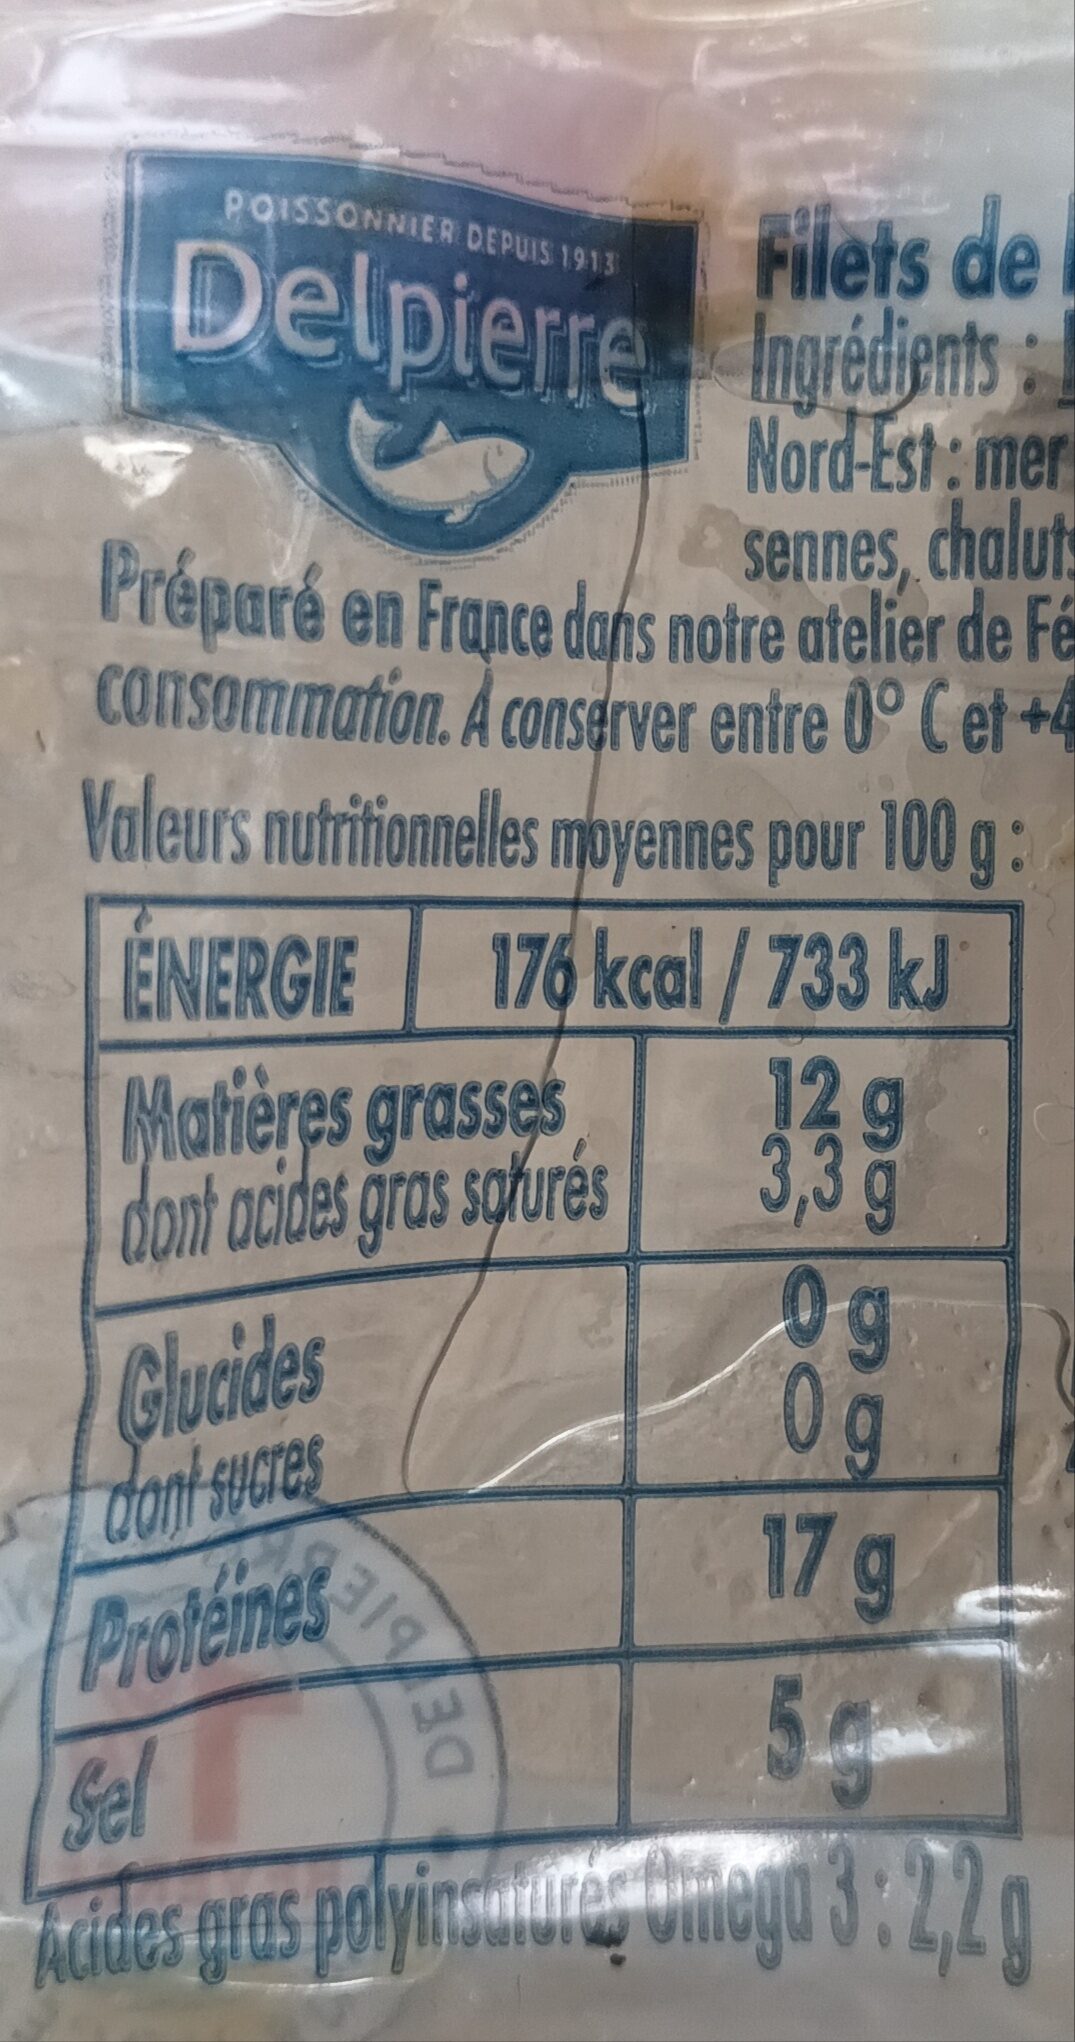 POISSONNIER DEPUIS 1913
Delpierre
Filets de
Ingrédients :
Nord-Est : mer
sennes, chaluts
Préparé en France dans notre atelier de Fé
consommation. À conserver entre 0° C et +4
Valeurs nutritionnelles moyennes pour 100 g :
ÉNERGIE 176 kcal / 733 kJ
Matières grasses 12 g
dont acides gras saturés 3,3 g
Glucides 0 g
dont sucres 0 g
Protéines 17 g
Sel 5 g
Acides gras polyinsaturés Omega 3 : 2,2 g